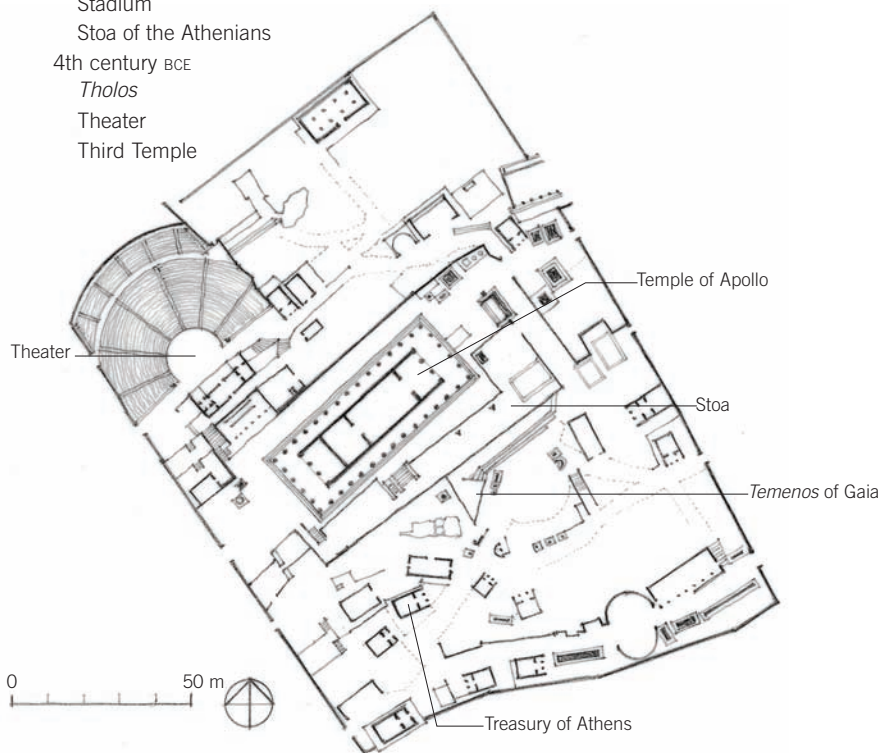 Stadium
Stoa of the Athenians
4th century BCE
Tholos
Theater
Third Temple
Temple of Apollo
Theater
Stoa
Temenos of Gaia
0 50 m
Treasury of Athens